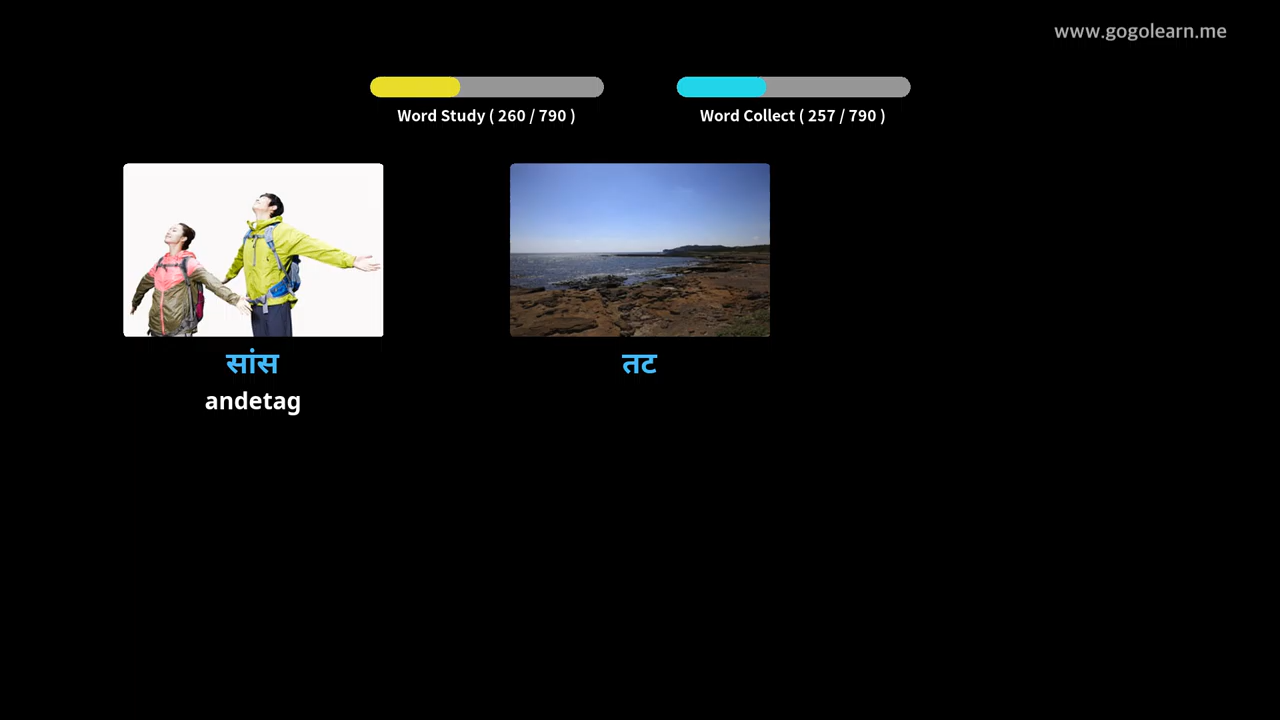 www.gogolearn.me
Word Study ( 260 / 790 )
Word Collect ( 257 / 790 )
सांस
तट
andetag